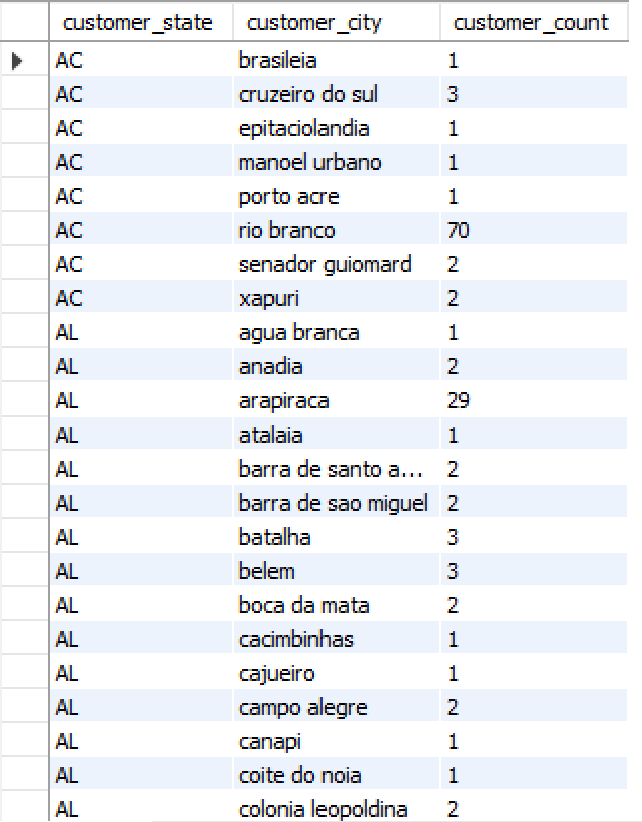 customer_state customer_city customer_count
AC brasileia 1
AC cruzeiro do sul 3
AC epitaciolandia 1
AC manoel urbano 1
AC porto acre 1
AC rio branco 70
AC senador guiomard 2
AC xapuri 2
AL agua branca 1
AL anadia 2
AL arapiraca 29
AL atalaia 1
AL barra de santo a... 2
AL barra de sao miguel 2
AL batalha 3
AL belem 3
AL boca da mata 2
AL cacimbinhas 1
AL cajueiro 1
AL campo alegre 2
AL canapi 1
AL coite do noia 1
AL colonia leopoldina 2